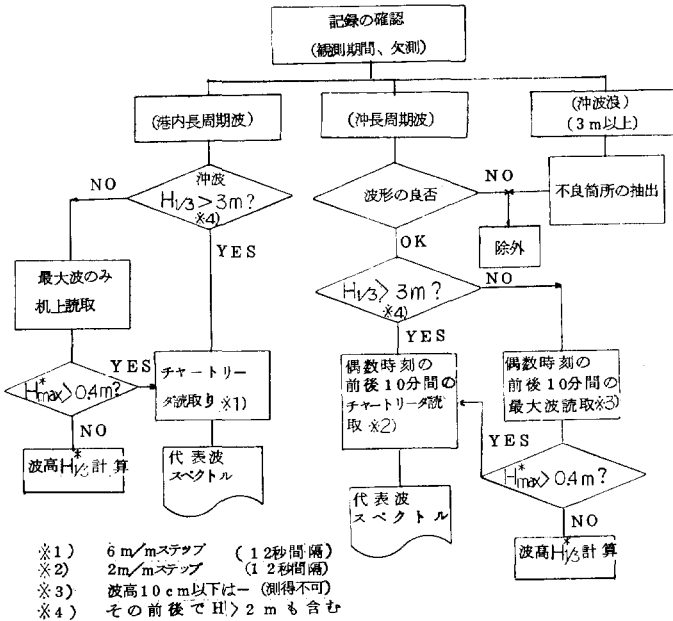 記録の確認
(観測期間、欠測)
(港内長周期波)
(沖長周期波)
(沖波浪)
(3m以上)
沖波
H1/3>3m?
※4)
NO
YES
波形の良否
NO
OK
不良箇所の抽出
除外
最大波のみ
机上読取
H1/3>3m?
※4)
NO
YES
H*max>0.4m?
YES
NO
チャートリー
ダ読取り※1)
偶数時刻の
前後10分間の
チャートリーダ読
取※2)
偶数時刻の
前後10分間の
最大波読取※3)
YES
波高H*1/3計算
代表波
スペクトル
代表波
スペクトル
H*max>0.4m?
NO
波高H*1/3計算
※1) 6m/mステップ (12秒間隔)
※2) 2m/mステップ (12秒間隔)
※3) 波高10cm以下は- (測得不可)
※4) その前後でH>2mも含む